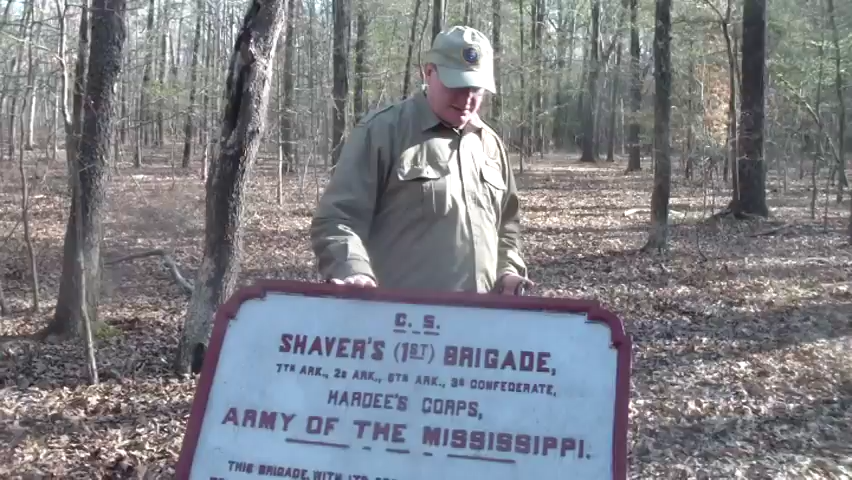 C. S.
SHAVER'S (1ST) BRIGADE,
7TH ARK., 2D ARK., 6TH ARK., 3D CONFEDERATE,
HARDEE'S CORPS,
ARMY OF THE MISSISSIPPI.
THIS BRIGADE, WITH ITS